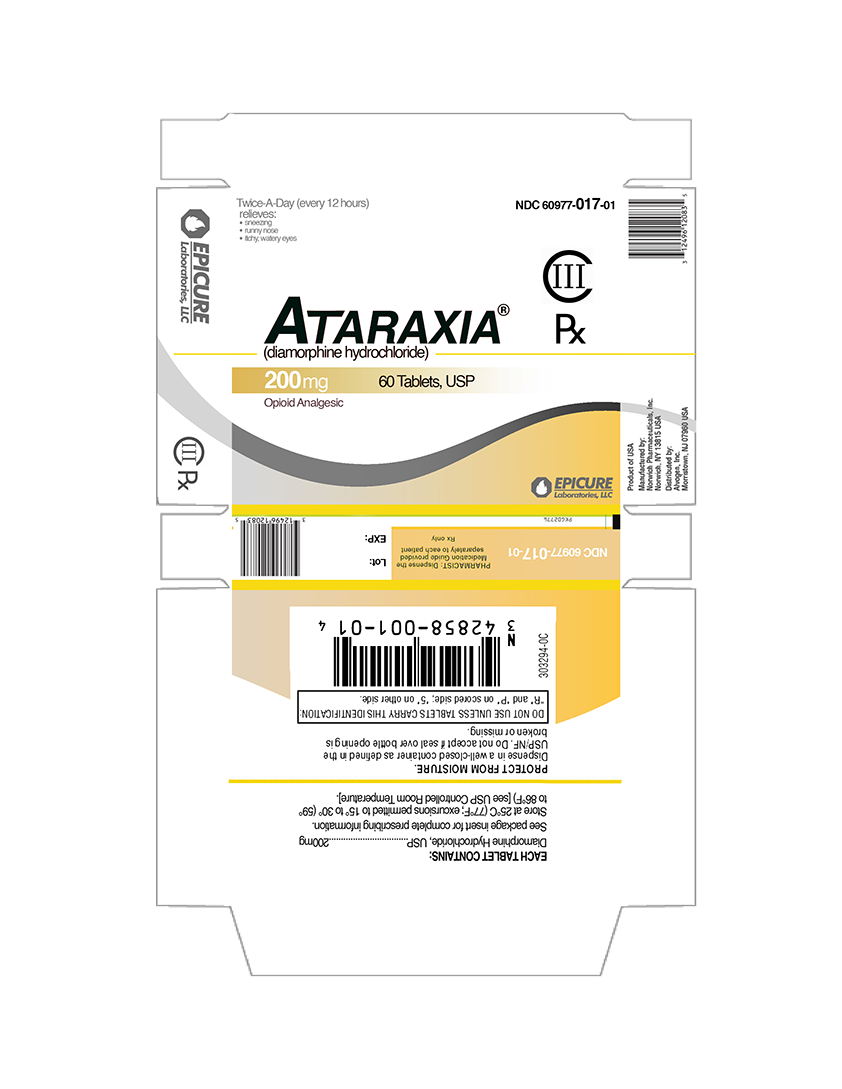 Twice-A-Day (every 12 hours)
relieves:
• sneezing
• runny nose
• itchy, watery eyes
NDC 60977-017-01
3 12496 12083 5
EPICURE
Laboratories, LLC
CIII
Rx
ATARAXIA®
(diamorphine hydrochloride)
200mg 60 Tablets, USP
Opioid Analgesic
CIII
Rx
EPICURE
Laboratories, LLC
Product of USA
Manufactured by:
Norwich Pharmaceuticals, Inc.
Norwich, NY 13815 USA
Distributed by:
Alvogen, Inc.
Morristown, NJ 07960 USA
NDC 60977-017-01
PHARMACIST: Dispense the
Medication Guide provided
separately to each patient
Rx only
Lot:
EXP:
3 12496 12083 5
EACH TABLET CONTAINS:
Diamorphine Hydrochloride, USP................................200mg
See package insert for complete prescribing information.
Store at 25°C (77°F; excursions permitted to 15° to 30° (59°
to 86°F) [see USP Controlled Room Temperature].
PROTECT FROM MOISTURE.
Dispense in a well-closed container as defined in the
USP/NF. Do not accept if seal over bottle opening is
broken or missing.
DO NOT USE UNLESS TABLETS CARRY THIS IDENTIFICATION:
"R" and "P" on scored side; "5" on other side.
303294-0C
N
3 42858-001-01 4